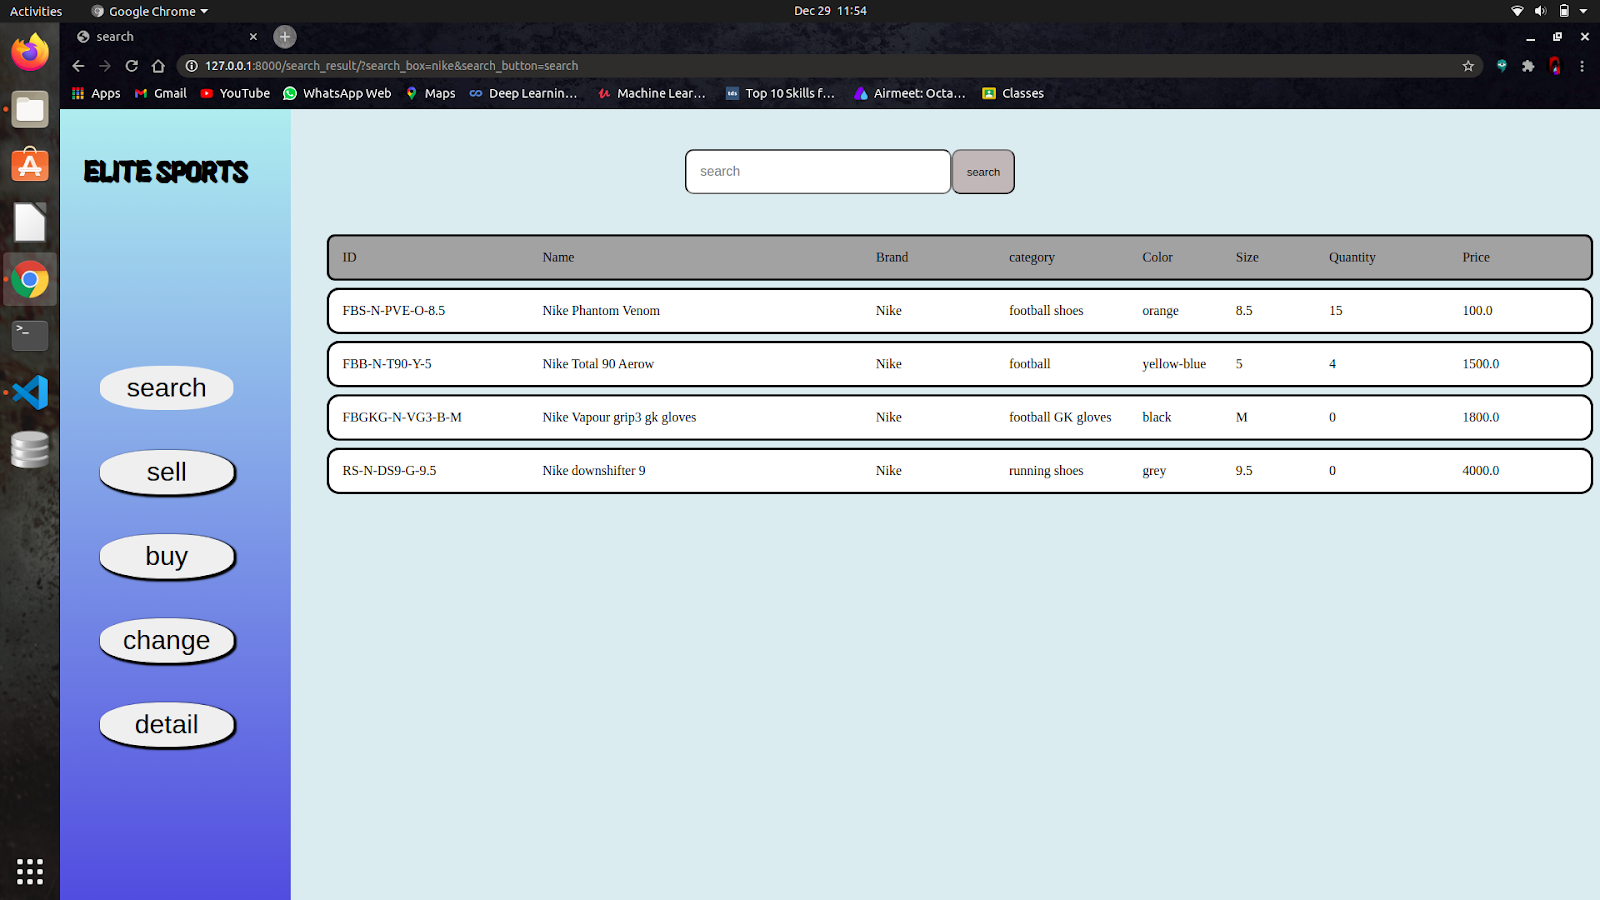 Activities Google Chrome Dec 29 11:54
search
127.0.0.1:8000/search_result/?search_box=nike&search_button=search
Apps Gmail YouTube WhatsApp Web Maps Deep Learnin… Machine Lear… tds Top 10 Skills f… Airmeet: Octa… Classes
ELITE SPORTS
search search
ID Name Brand category Color Size Quantity Price
FBS-N-PVE-O-8.5 Nike Phantom Venom Nike football shoes orange 8.5 15 100.0
FBB-N-T90-Y-5 Nike Total 90 Aerow Nike football yellow-blue 5 4 1500.0
FBGKG-N-VG3-B-M Nike Vapour grip3 gk gloves Nike football GK gloves black M 0 1800.0
RS-N-DS9-G-9.5 Nike downshifter 9 Nike running shoes grey 9.5 0 4000.0
search
sell
buy
change
detail